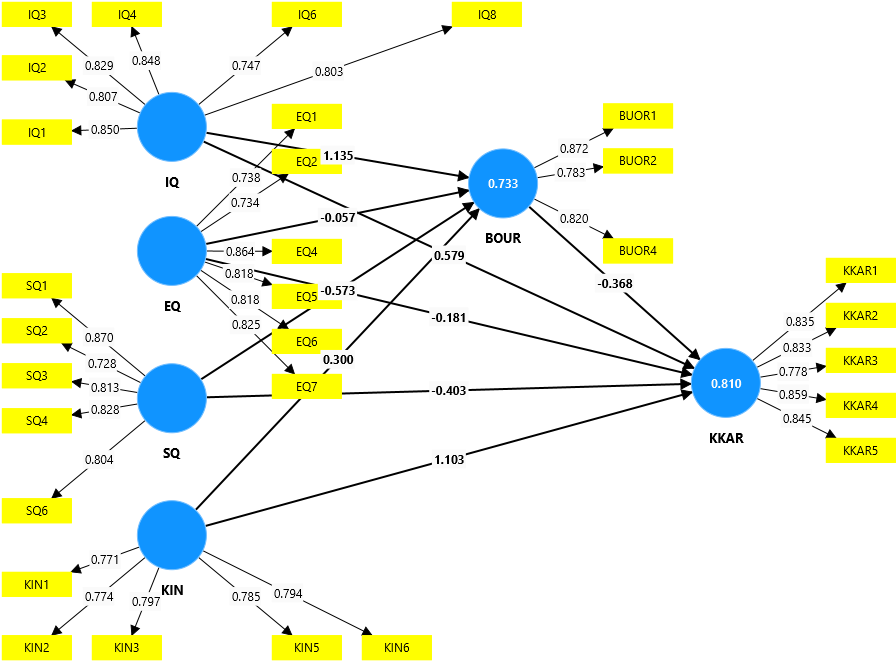 IQ3
IQ4
IQ6
IQ8
0.829
0.848
0.747
0.803
IQ2
0.807
IQ1
0.850
IQ
EQ1
EQ2
0.738
0.734
1.135
-0.057
0.864
EQ4
0.818
EQ5
-0.573
0.818
EQ6
0.825
EQ7
EQ
0.579
-0.181
0.300
-0.403
1.103
-0.368
0.733
BOUR
0.872
BUOR1
0.783
BUOR2
0.820
BUOR4
SQ1
SQ2
SQ3
SQ4
SQ6
0.870
0.728
0.813
0.828
0.804
SQ
0.810
KKAR
0.835
KKAR1
0.833
KKAR2
0.778
KKAR3
0.859
KKAR4
0.845
KKAR5
KIN
0.771
KIN1
0.774
KIN2
0.797
KIN3
0.785
KIN5
0.794
KIN6